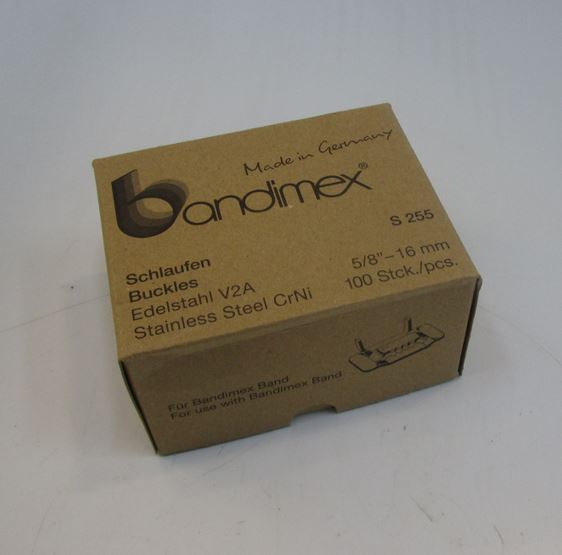 Made in Germany
bandimex®
S 255
Schlaufen
Buckles
Edelstahl V2A
Stainless Steel CrNi
5/8"–16 mm
100 Stck./pcs.
Für Bandimex Band
For use with Bandimex Band